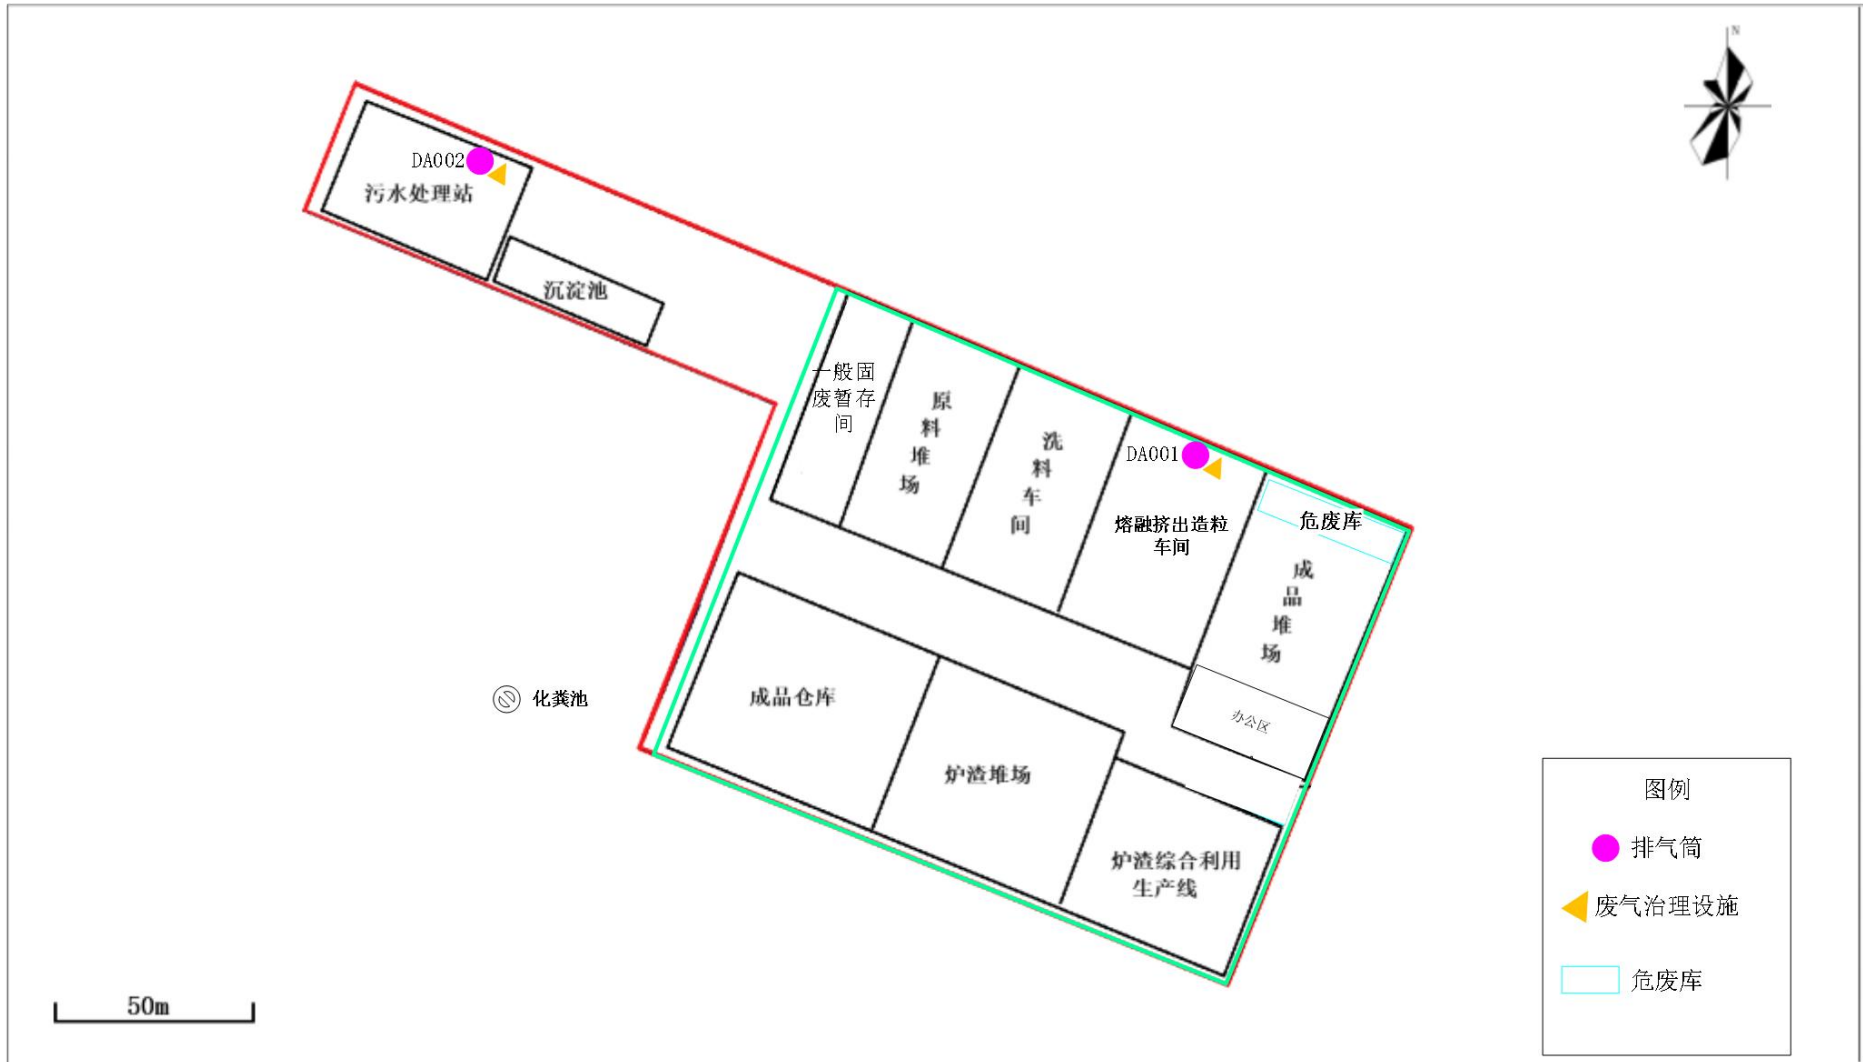 N
DA002
污水处理站
沉淀池
一般固
废暂存
间
原料堆场
洗料车间
DA001
熔融挤出造粒
车间
危废库
成品堆场
办公区
化粪池
成品仓库
炉渣堆场
炉渣综合利用
生产线
图例
排气筒
废气治理设施
危废库
50m